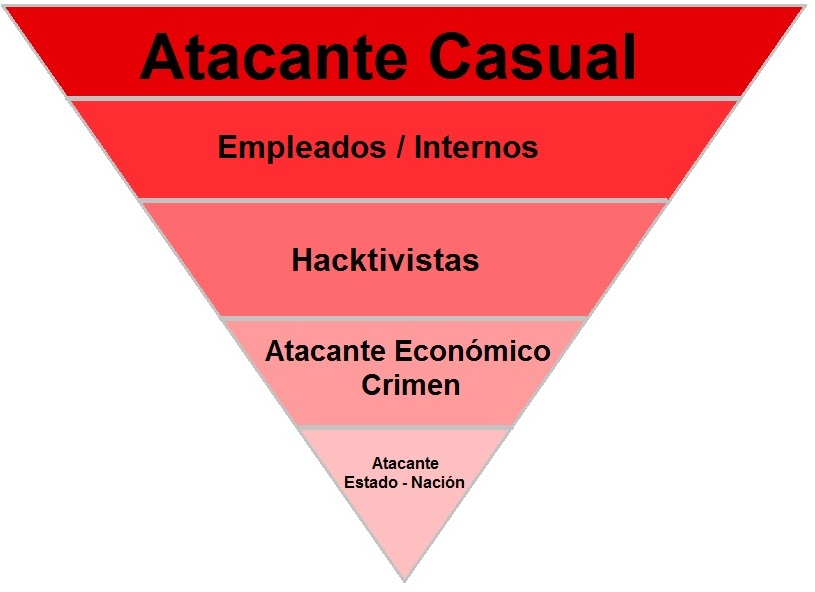 Atacante Casual
Empleados / Internos
Hacktivistas
Atacante Económico
Crimen
Atacante
Estado - Nación